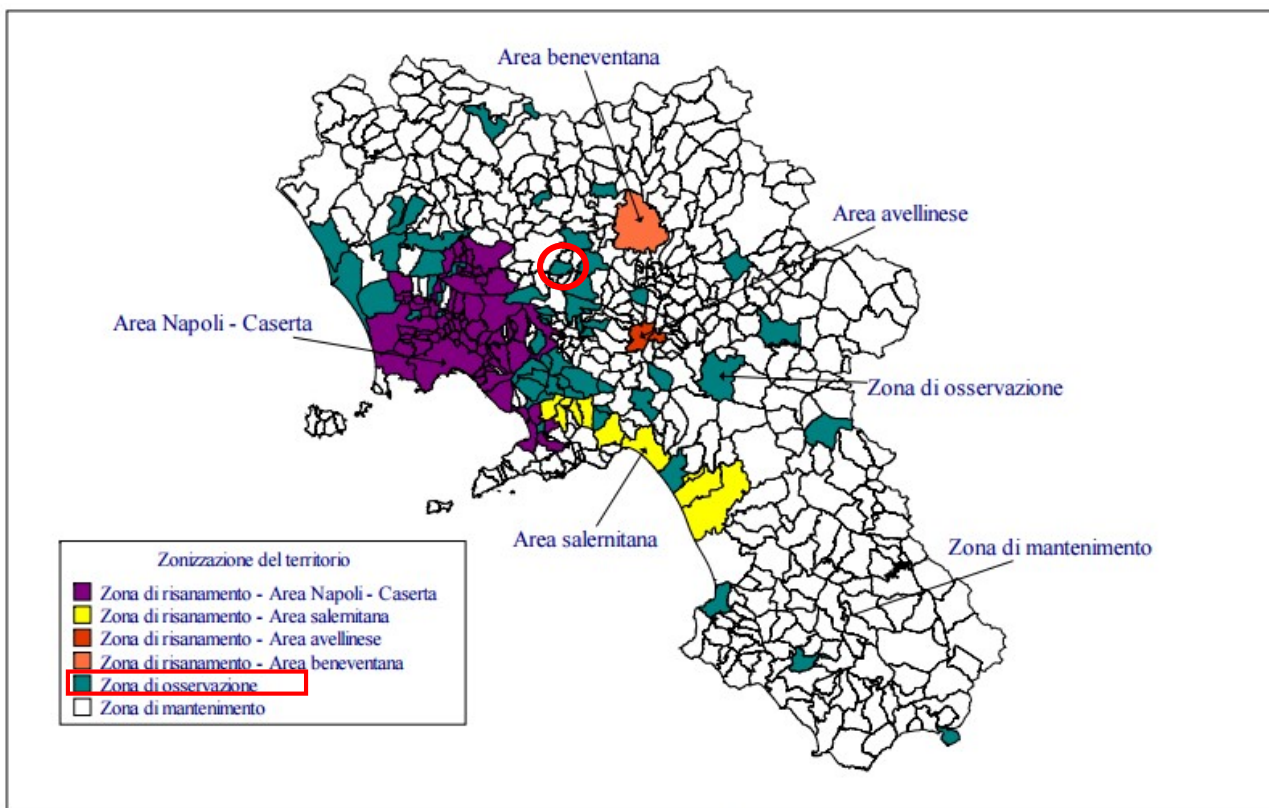 Area beneventana
Area avellinese
Area Napoli - Caserta
Zona di osservazione
Area salernitana
Zona di mantenimento
Zonizzazione del territorio
Zona di risanamento - Area Napoli - Caserta
Zona di risanamento - Area salernitana
Zona di risanamento - Area avellinese
Zona di risanamento - Area beneventana
Zona di osservazione
Zona di mantenimento